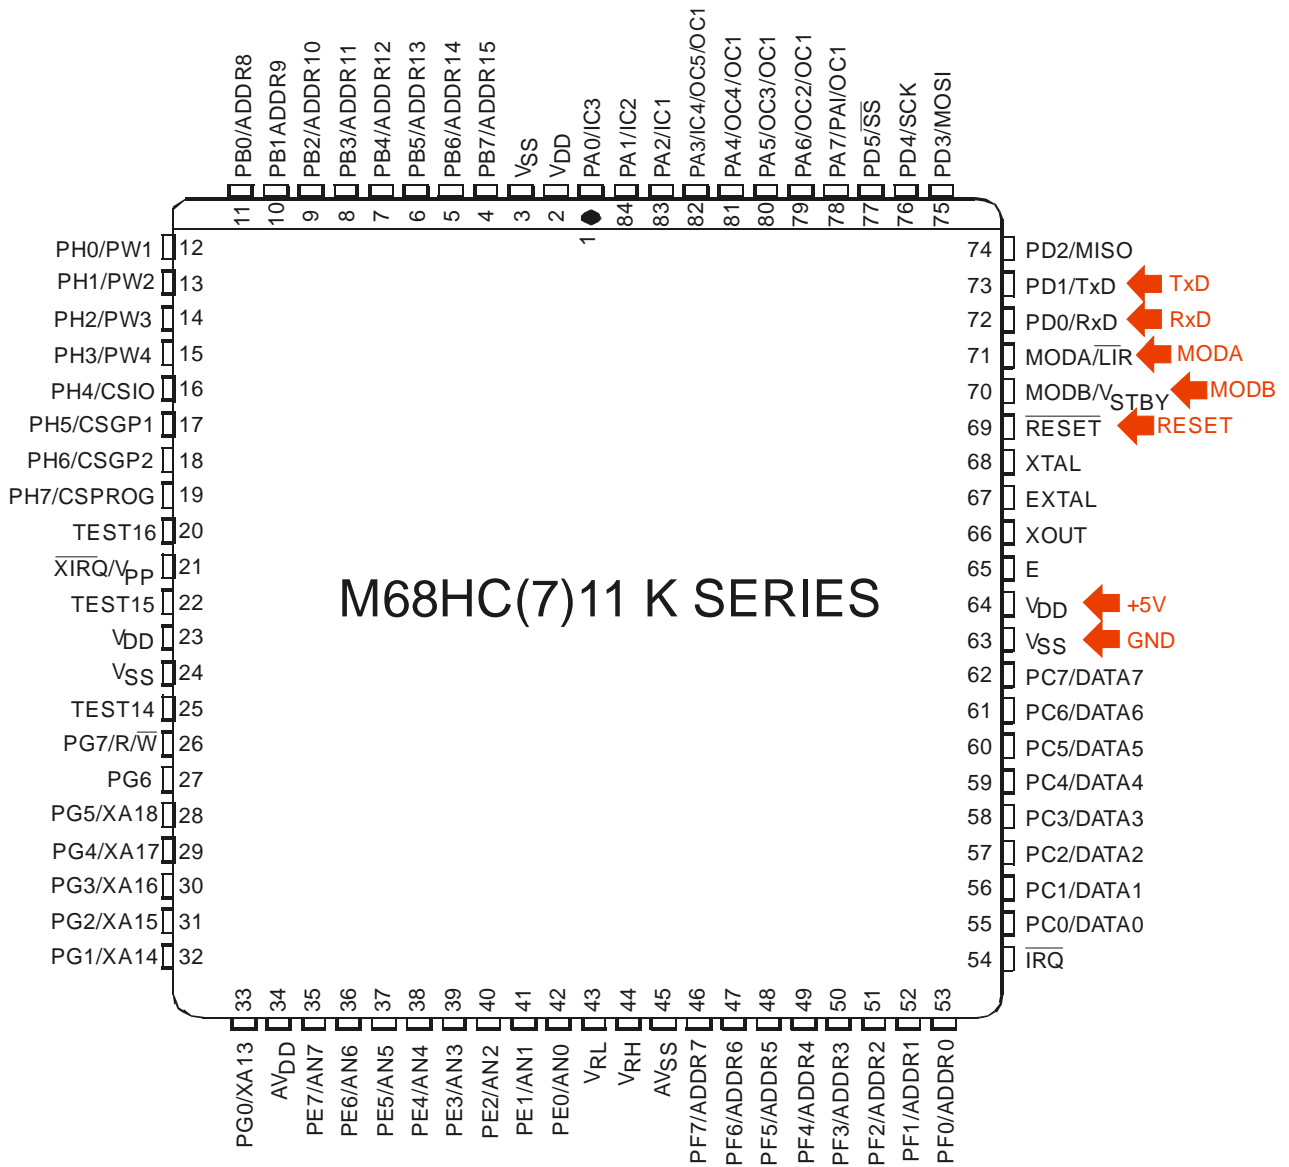 PB0/ADDR8
PB1ADDR9
PB2/ADDR10
PB3/ADDR11
PB4/ADDR12
PB5/ADDR13
PB6/ADDR14
PB7/ADDR15
VSS
VDD
PA0/IC3
PA1/IC2
PA2/IC1
PA3/IC4/OC5/OC1
PA4/OC4/OC1
PA5/OC3/OC1
PA6/OC2/OC1
PA7/PAI/OC1
PD5/SS
PD4/SCK
PD3/MOSI
11 10 9 8 7 6 5 4 3 2 1 84 83 82 81 80 79 78 77 76 75
PH0/PW1 12
PH1/PW2 13
PH2/PW3 14
PH3/PW4 15
PH4/CSIO 16
PH5/CSGP1 17
PH6/CSGP2 18
PH7/CSPROG 19
TEST16 20
XIRQ/VPP 21
TEST15 22
VDD 23
VSS 24
TEST14 25
PG7/R/W 26
PG6 27
PG5/XA18 28
PG4/XA17 29
PG3/XA16 30
PG2/XA15 31
PG1/XA14 32
M68HC(7)11 K SERIES
74 PD2/MISO
73 PD1/TxD TxD
72 PD0/RxD RxD
71 MODA/LIR MODA
70 MODB/VSTBY MODB
69 RESET RESET
68 XTAL
67 EXTAL
66 XOUT
65 E
64 VDD +5V
63 VSS GND
62 PC7/DATA7
61 PC6/DATA6
60 PC5/DATA5
59 PC4/DATA4
58 PC3/DATA3
57 PC2/DATA2
56 PC1/DATA1
55 PC0/DATA0
54 IRQ
33 34 35 36 37 38 39 40 41 42 43 44 45 46 47 48 49 50 51 52 53
PG0/XA13
AVDD
PE7/AN7
PE6/AN6
PE5/AN5
PE4/AN4
PE3/AN3
PE2/AN2
PE1/AN1
PE0/AN0
VRL
VRH
AVSS
PF7/ADDR7
PF6/ADDR6
PF5/ADDR5
PF4/ADDR4
PF3/ADDR3
PF2/ADDR2
PF1/ADDR1
PF0/ADDR0